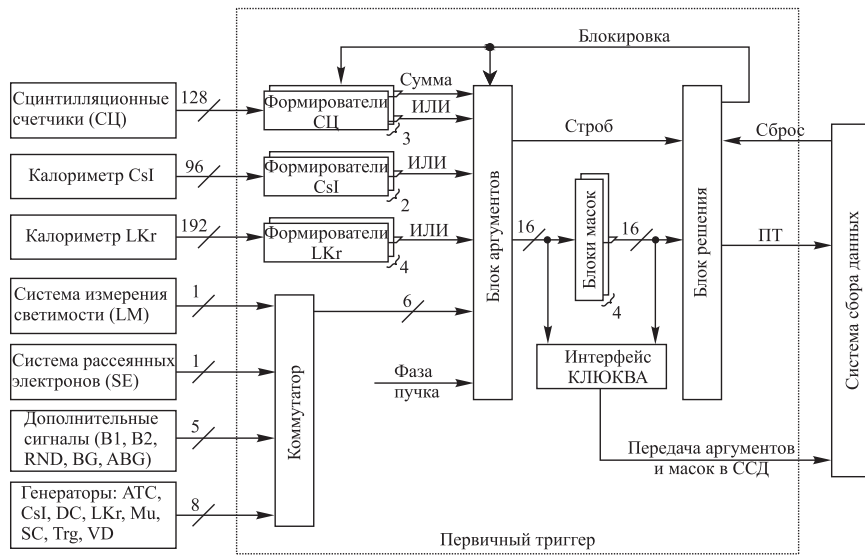 Блокировка
Сцинтилляционные
счетчики (СЦ)
128
Формирователи
СЦ
3
Сумма
ИЛИ
Калориметр CsI
96
Формирователи
CsI
2
ИЛИ
Калориметр LKr
192
Формирователи
LKr
4
ИЛИ
Система измерения
светимости (LM)
1
Система рассеянных
электронов (SE)
1
Дополнительные
сигналы (B1, B2,
RND, BG, ABG)
5
Генераторы: ATC,
CsI, DC, LKr, Mu,
SC, Trg, VD
8
Коммутатор
6
Фаза
пучка
Блок аргументов
Строб
16
Блоки масок
4
16
Интерфейс
КЛЮКВА
Блок решения
Сброс
ПТ
Передача аргументов
и масок в ССД
Система сбора данных
Первичный триггер